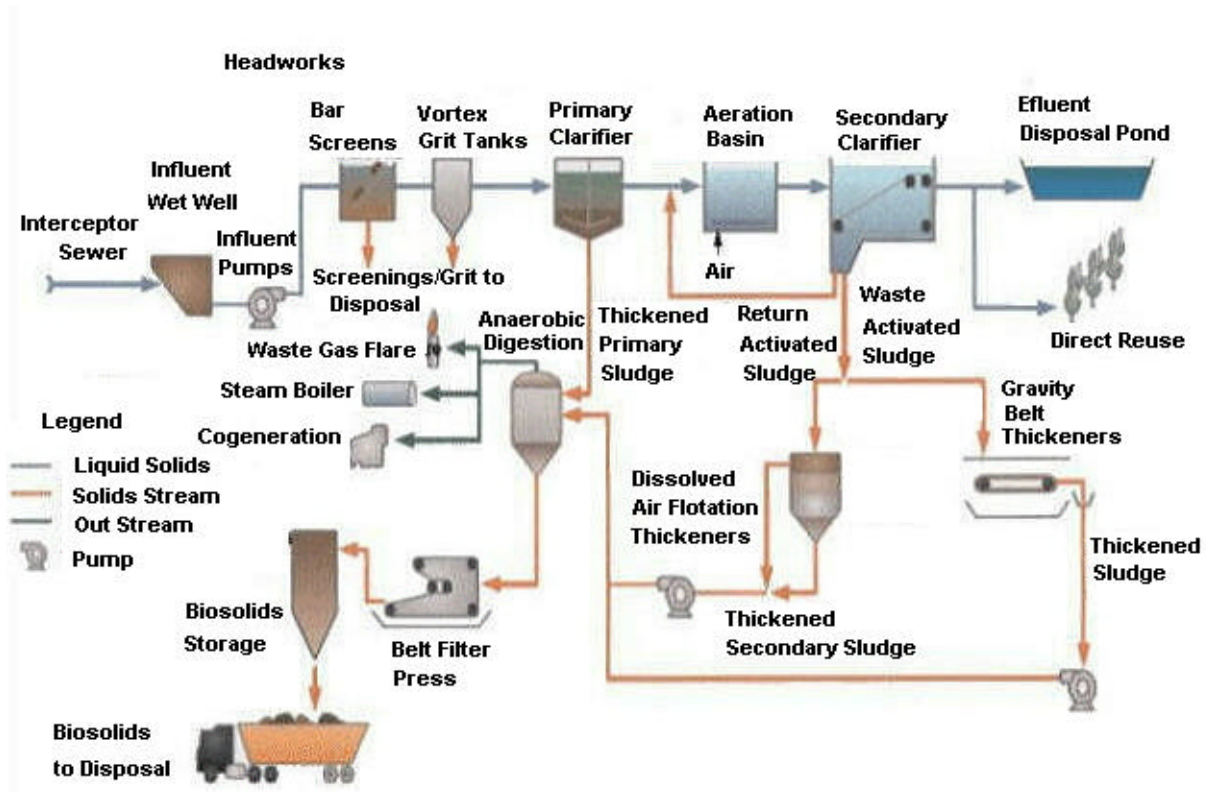 Headworks
Bar
Screens
Vortex
Grit Tanks
Primary
Clarifier
Aeration
Basin
Secondary
Clarifier
Efluent
Disposal Pond
Influent
Wet Well
Interceptor
Sewer
Influent
Pumps
Screenings/Grit to
Disposal
Air
Waste
Activated
Sludge
Direct Reuse
Anaerobic
Digestion
Thickened
Primary
Sludge
Return
Activated
Sludge
Waste Gas Flare
Steam Boiler
Cogeneration
Gravity
Belt
Thickeners
Legend
Liquid Solids
Solids Stream
Out Stream
Pump
Dissolved
Air Flotation
Thickeners
Thickened
Sludge
Biosolids
Storage
Belt Filter
Press
Thickened
Secondary Sludge
Biosolids
to Disposal